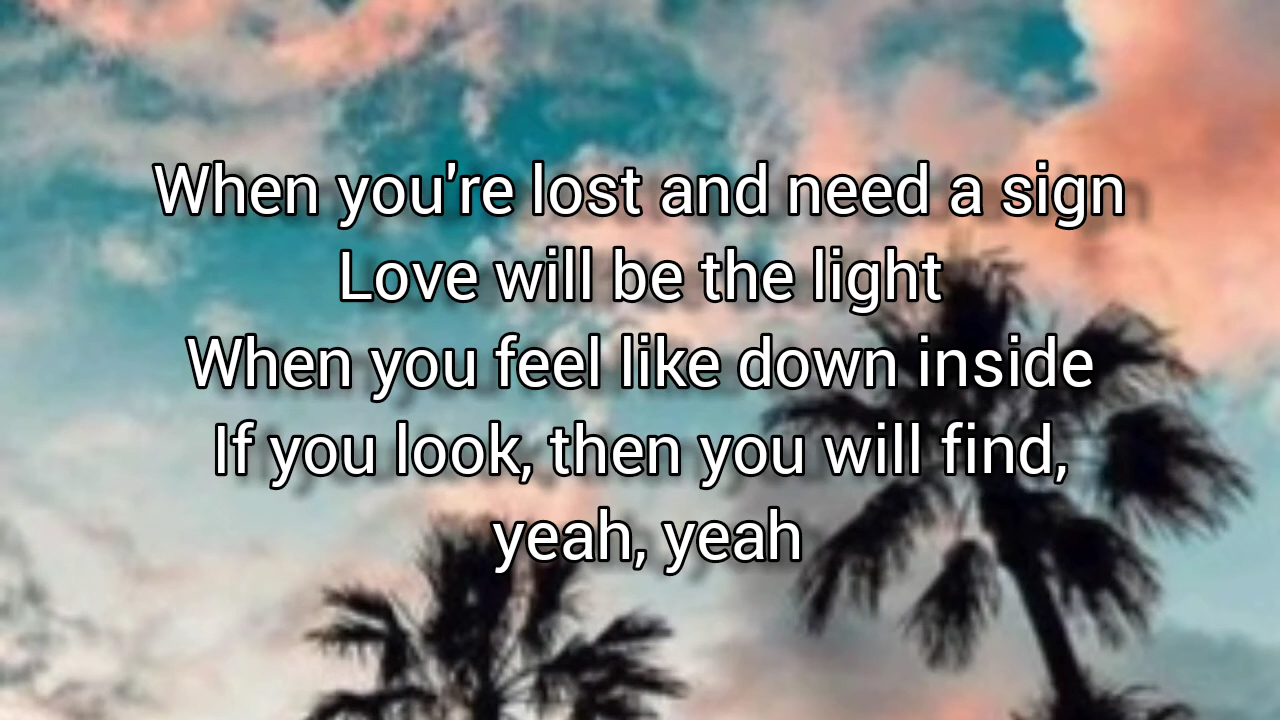 When you're lost and need a sign
Love will be the light
When you feel like down inside
If you look, then you will find,
yeah, yeah